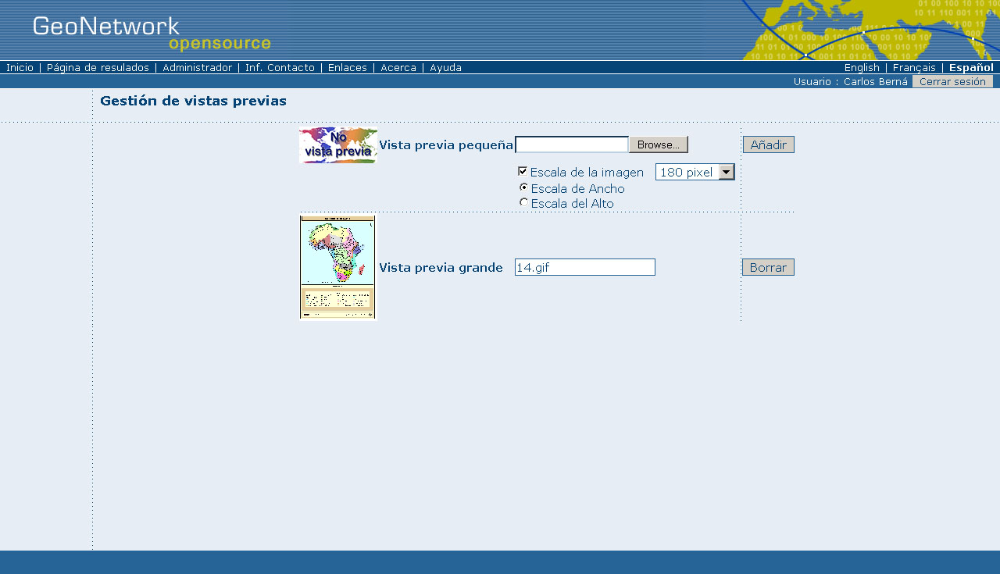 GeoNetwork
opensource
Inicio | Página de resulados | Administrador | Inf. Contacto | Enlaces | Acerca | Ayuda
English | Français | Español
Usuario : Carlos Berná Cerrar sesión
Gestión de vistas previas
No
vista previa
Vista previa pequeña Browse... Añadir
Escala de la imagen 180 pixel
Escala de Ancho
Escala del Alto
Vista previa grande 14.gif Borrar